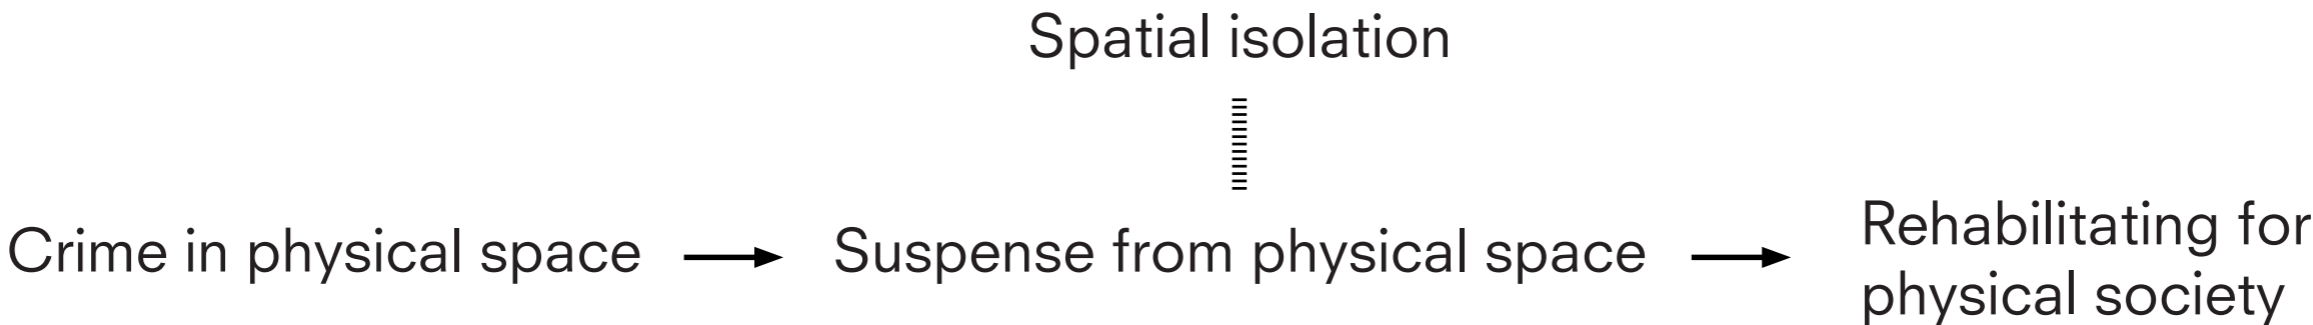 Spatial isolation
Crime in physical space
Suspense from physical space
Rehabilitating for
physical society